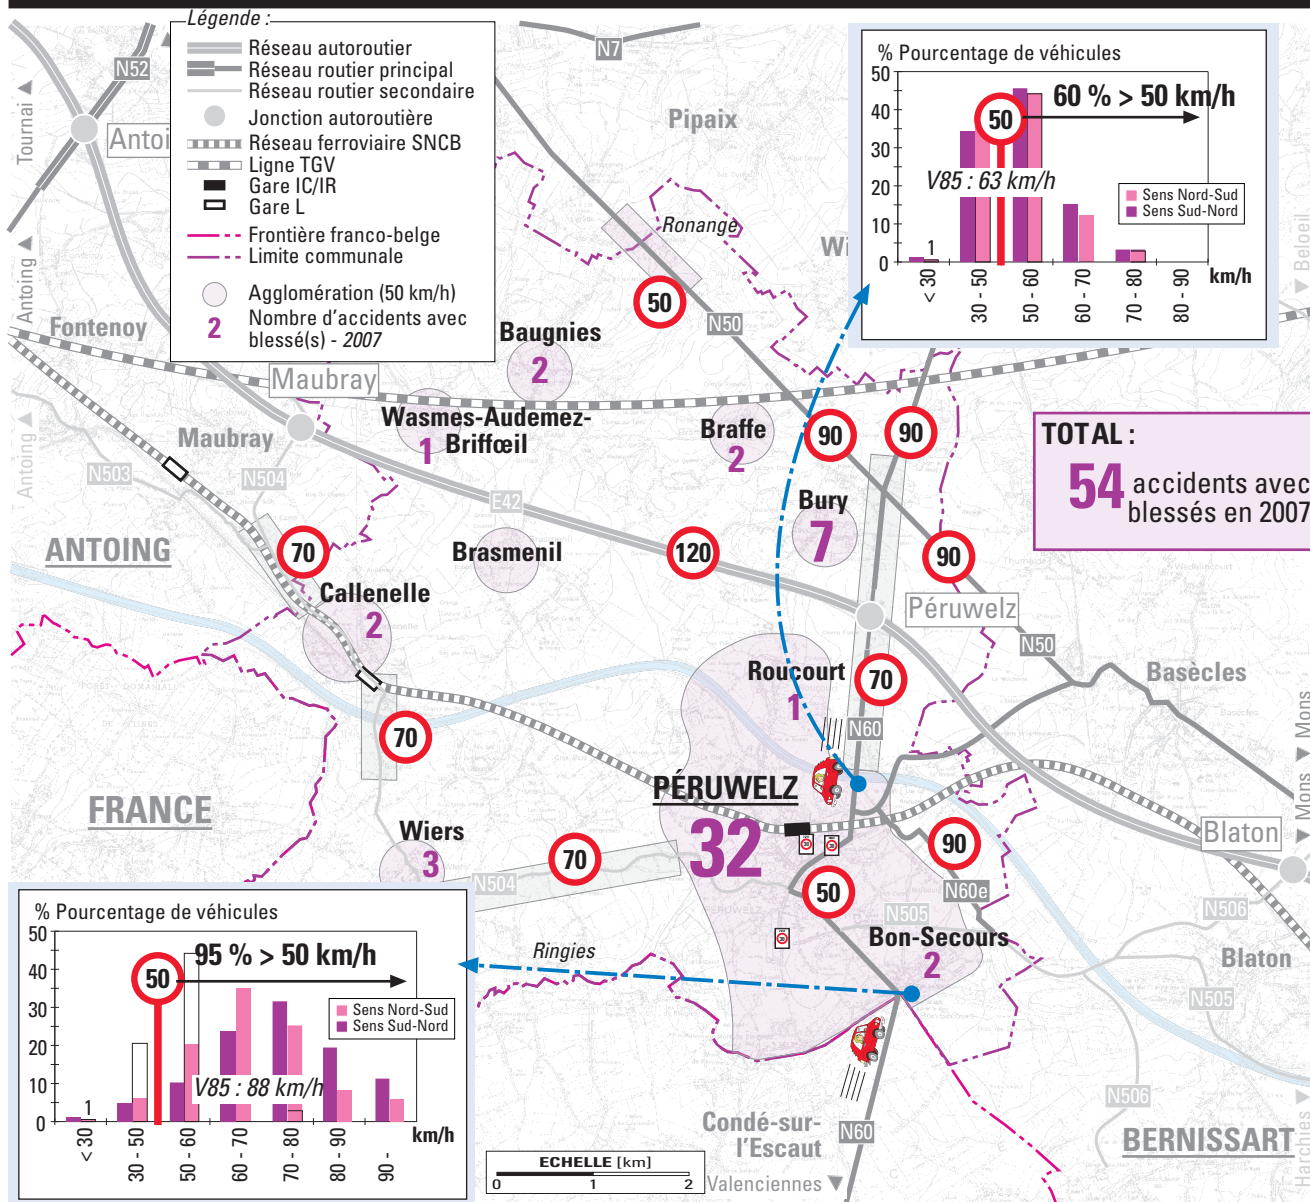 Légende :
Réseau autoroutier
Réseau routier principal
Réseau routier secondaire
Jonction autoroutière
Réseau ferroviaire SNCB
Ligne TGV
Gare IC/IR
Gare L
Frontière franco-belge
Limite communale
Agglomération (50 km/h)
2 Nombre d'accidents avec
blessé(s) - 2007
% Pourcentage de véhicules
50
40
30
20
10
0
50
60 % > 50 km/h
V85 : 63 km/h
Sens Nord-Sud
Sens Sud-Nord
1
< 30
30 - 50
50 - 60
60 - 70
70 - 80
80 - 90
km/h
N7
N52
Tournai
Antoing
Antoing
Pipaix
Ronange
Beloeil
50
N50
Fontenoy
Baugnies
2
Maubray
Maubray
Wasmes-Audemez-
Briffœil
1
Braffe
2
90
90
TOTAL :
54 accidents avec
blessés en 2007
N503
N504
E42
Bury
7
ANTOING
70
Brasmenil
120
90
Callenelle
2
Péruwelz
N50
Roucourt
1
70
Basècles
70
N60
Mons
Mons
FRANCE
PÉRUWELZ
32
Wiers
3
70
90
Blaton
N504
N60e
50
N505
N506
Bon-Secours
2
Blaton
Ringies
N505
% Pourcentage de véhicules
50
40
30
20
10
0
50
95 % > 50 km/h
Sens Nord-Sud
Sens Sud-Nord
V85 : 88 km/h
1
< 30
30 - 50
50 - 60
60 - 70
70 - 80
80 - 90
90 -
km/h
N506
Condé-sur-
l'Escaut
N60
BERNISSART
Harchies
ECHELLE [km]
0 1 2
Valenciennes